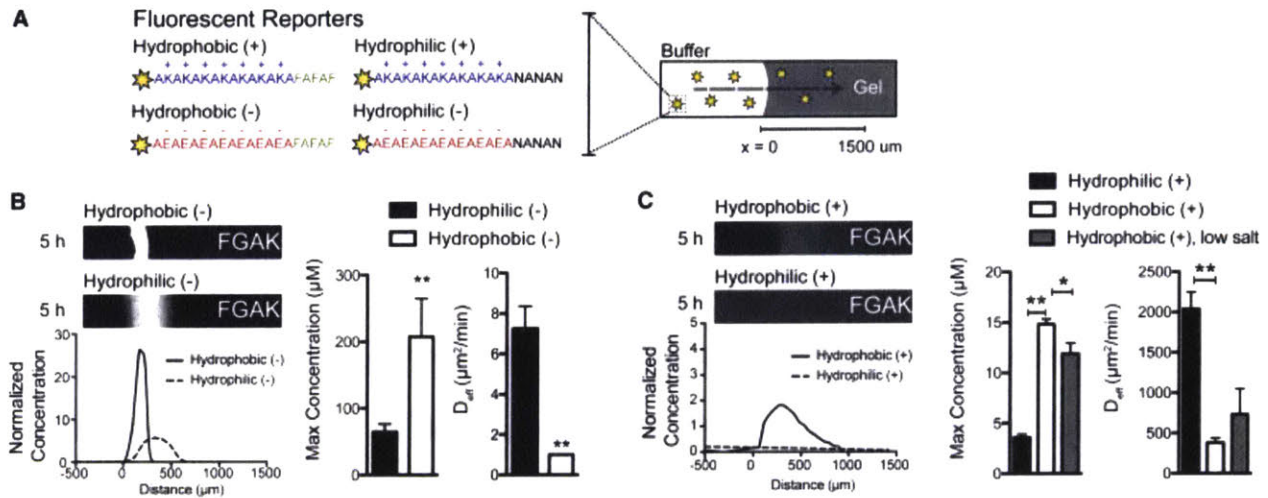 A
Fluorescent Reporters
Hydrophobic (+)
Hydrophilic (+)
+ + + + + + +
+ + + + + + +
AKAKAKAKAKAKAKAFAFAF
AKAKAKAKAKAKAKANANAN
Hydrophobic (-)
Hydrophilic (-)
- - - - - - -
- - - - - - -
AEAEAEAEAEAEAEAFAFAF
AEAEAEAEAEAEAEANANAN
Buffer
Gel
x = 0
1500 um
B
Hydrophobic (-)
5 h
FGAK
Hydrophilic (-)
5 h
FGAK
Normalized
Concentration
30
20
10
0
-500
0
500
1000
1500
Distance (µm)
Hydrophobic (-)
Hydrophilic (-)
Hydrophilic (-)
Hydrophobic (-)
Max Concentration (µM)
300
200
100
0
**
D eff (µm²/min)
10
8
6
4
2
0
**
C
Hydrophobic (+)
5 h
FGAK
Hydrophilic (+)
5 h
FGAK
Normalized
Concentration
5
4
3
2
1
0
-500
0
500
1000
1500
Distance (µm)
Hydrophobic (+)
Hydrophilic (+)
Hydrophilic (+)
Hydrophobic (+)
Hydrophobic (+), low salt
Max Concentration (µM)
20
15
10
5
0
**
*
D eff (µm²/min)
2500
2000
1500
1000
500
0
**